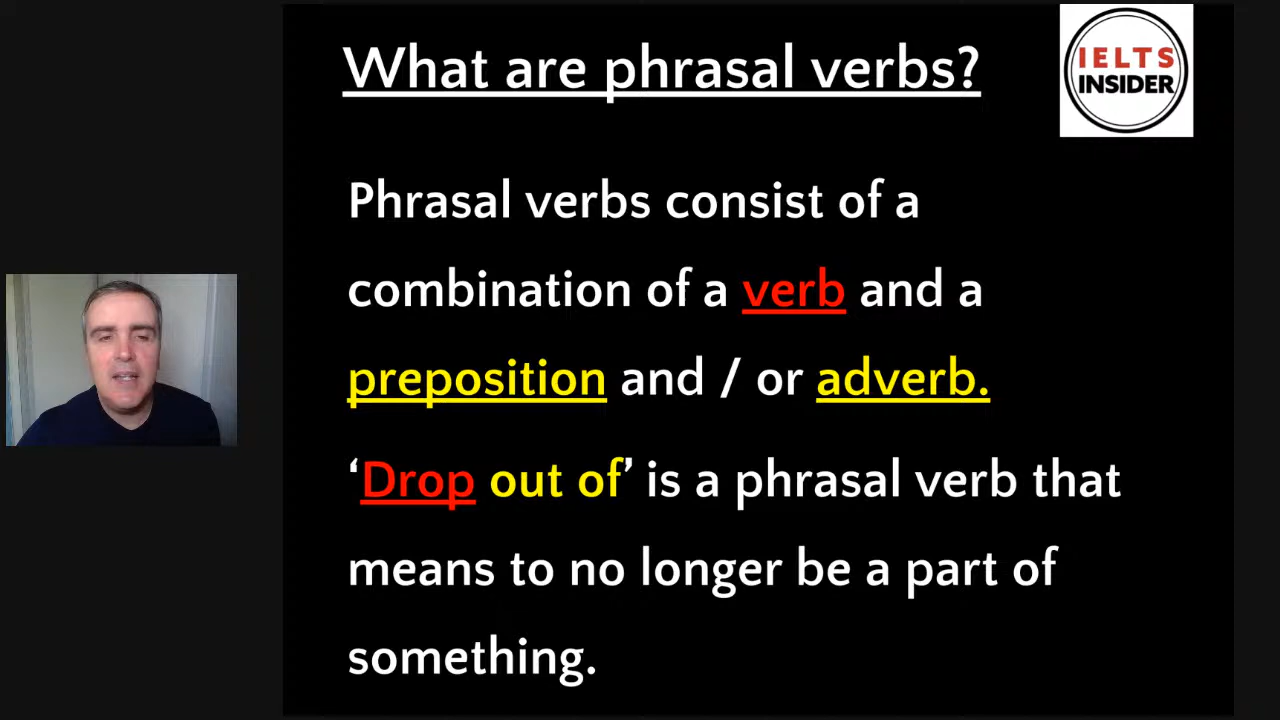 What are phrasal verbs?
IELTS
INSIDER
Phrasal verbs consist of a
combination of a verb and a
preposition and / or adverb.
‘Drop out of’ is a phrasal verb that
means to no longer be a part of
something.